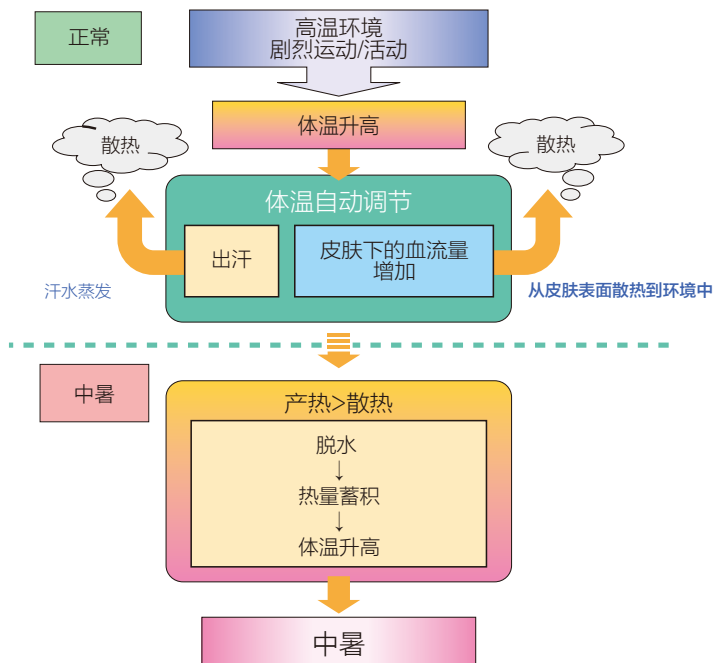 正常
高温环境
剧烈运动/活动
体温升高
散热
散热
体温自动调节
出汗
皮肤下的血流量
增加
汗水蒸发
从皮肤表面散热到环境中
中暑
产热>散热
脱水
↓
热量蓄积
↓
体温升高
中暑